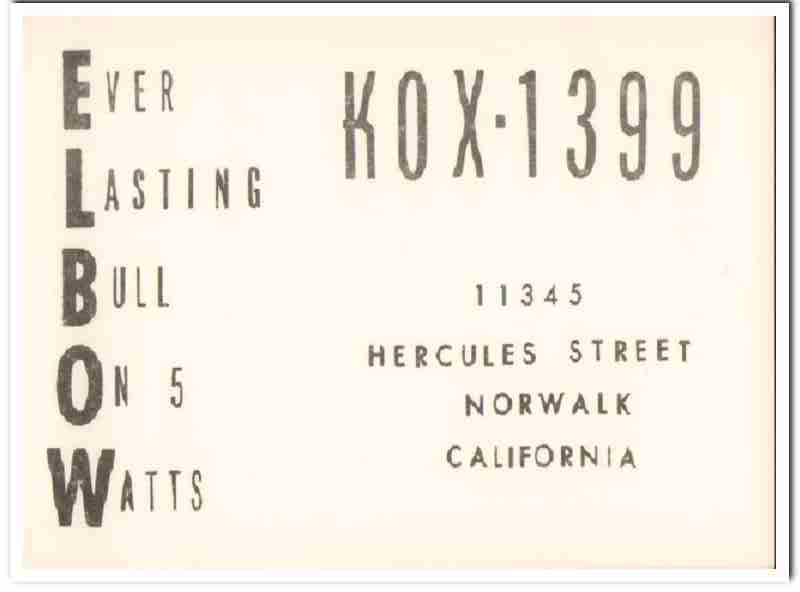 EVER
LASTING
BULL
ON 5
WATTS
KOX·1399
11345
HERCULES STREET
NORWALK
CALIFORNIA